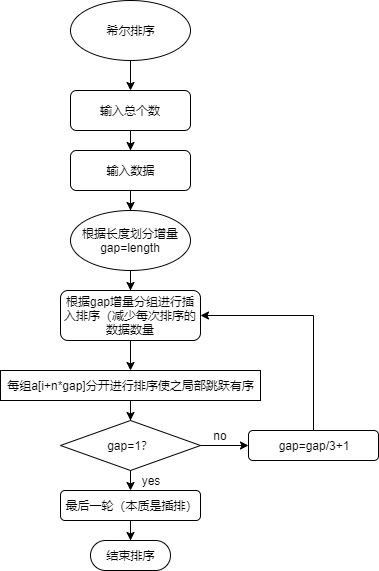 希尔排序
输入总个数
输入数据
根据长度划分增量
gap=length
根据gap增量分组进行插
入排序（减少每次排序的
数据数量
每组a[i+n*gap]分开进行排序使之局部跳跃有序
gap=1?
no
gap=gap/3+1
yes
最后一轮（本质是插排）
结束排序